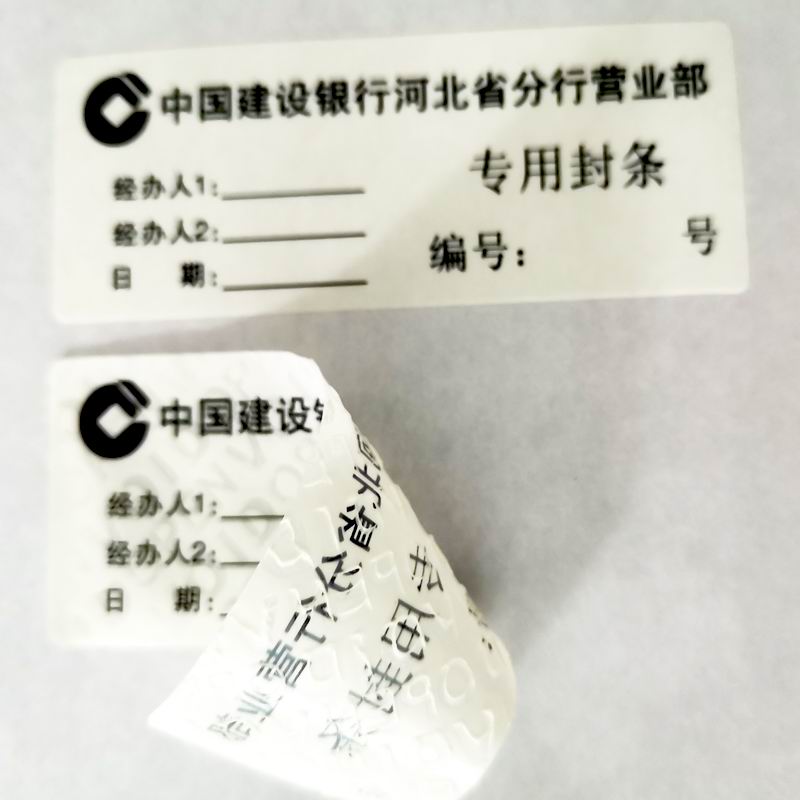 中国建设银行河北省分行营业部
专用封条
经办人1:
经办人2:
日 期:
编号: 号
中国建设
经办人1:
经办人2:
日 期: